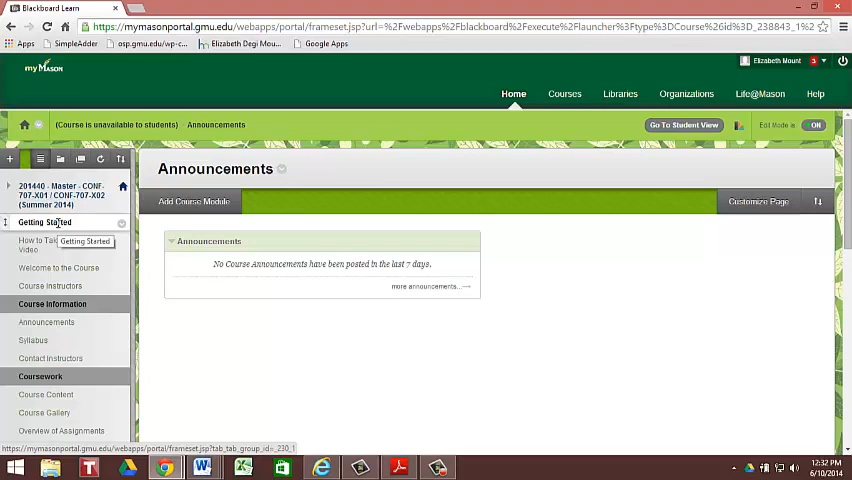 Blackboard Learn
https://mymasonportal.gmu.edu/webapps/portal/frameset.jsp?url=%2Fwebapps%2Fblackboard%2Fexecute%2Flauncher%3Ftype%3DCourse%26id%3D_238843_1%2
Apps SimpleAdder osp.gmu.edu/wp-c... Elizabeth Degi Mou... Google Apps
my Mason
Elizabeth Mount 3
Home Courses Libraries Organizations Life@Mason Help
(Course is unavailable to students) > Announcements Go To Student View Edit Mode is: ON
Announcements
201440 - Master - CONF-
707-X01 / CONF-707-X02
(Summer 2014)
Add Course Module Customize Page
Getting Started
How to Tak
Video
Getting Started
Welcome to the Course
Course Instructors
Course Information
Announcements
Syllabus
Contact Instructors
Coursework
Course Content
Course Gallery
Overview of Assignments
Announcements
No Course Announcements have been posted in the last 7 days.
more announcements...
https://mymasonportal.gmu.edu/webapps/portal/frameset.jsp?tab_tab_group_id=_230_1
12:32 PM
6/10/2014